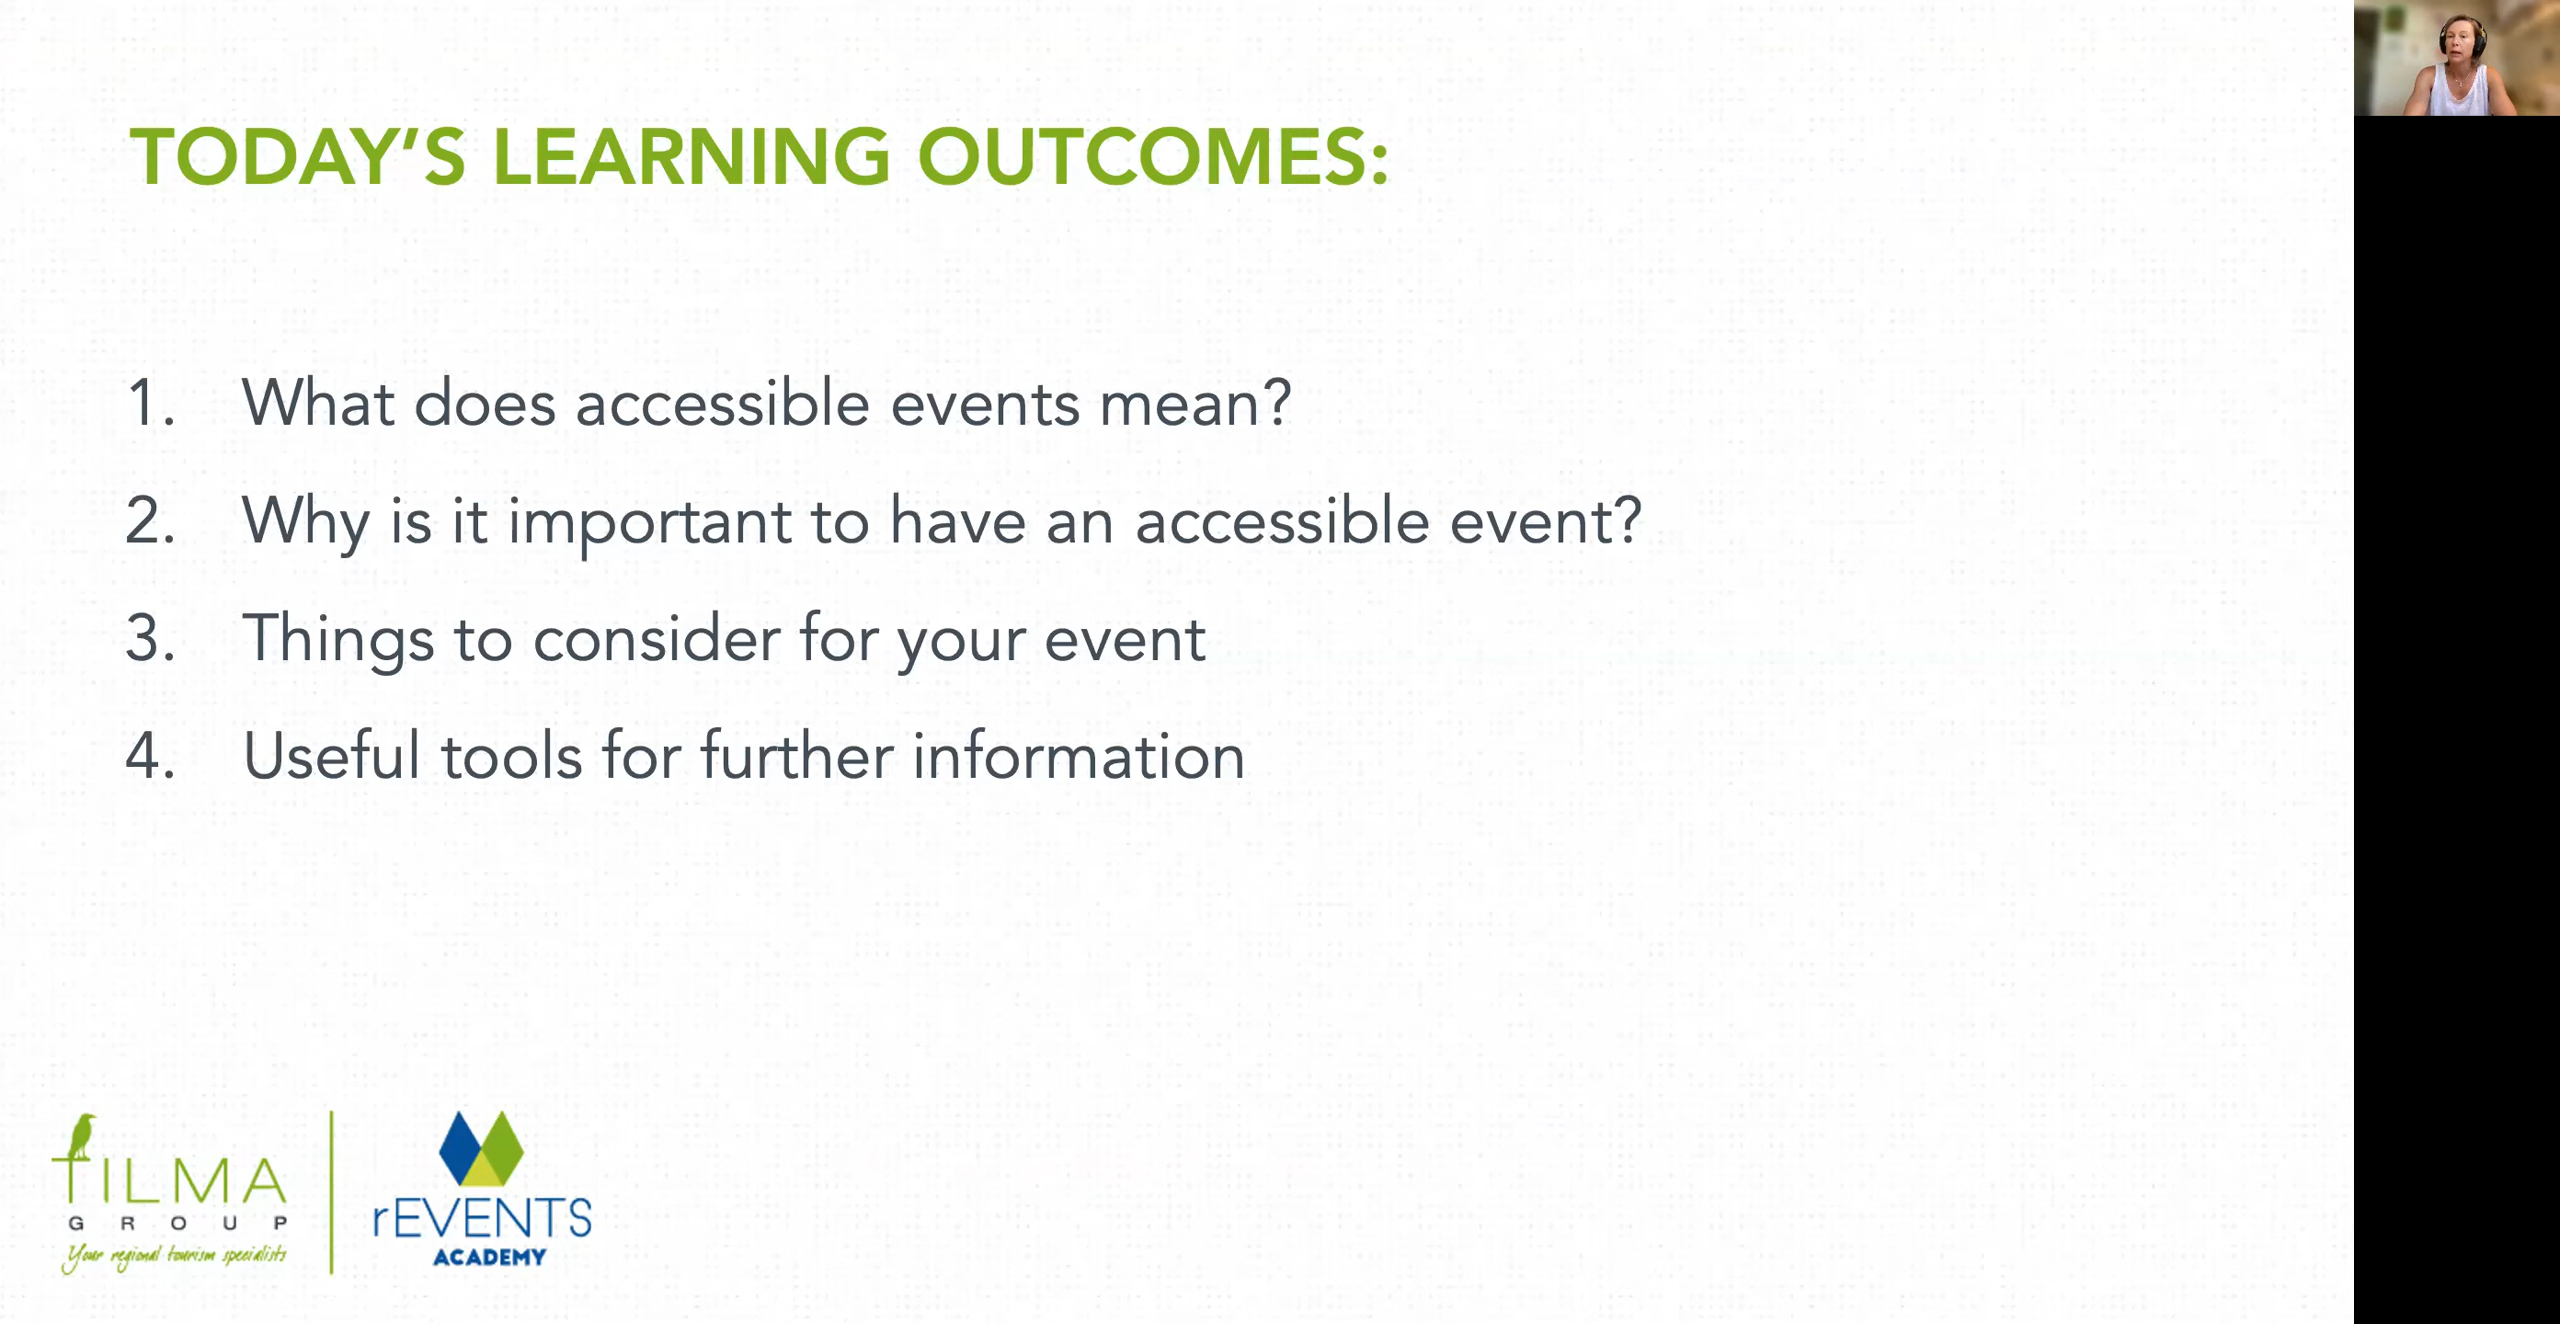 TODAY’S LEARNING OUTCOMES:
1. What does accessible events mean?
2. Why is it important to have an accessible event?
3. Things to consider for your event
4. Useful tools for further information
TILMA
GROUP
Your regional tourism specialists
rEVENTS
ACADEMY